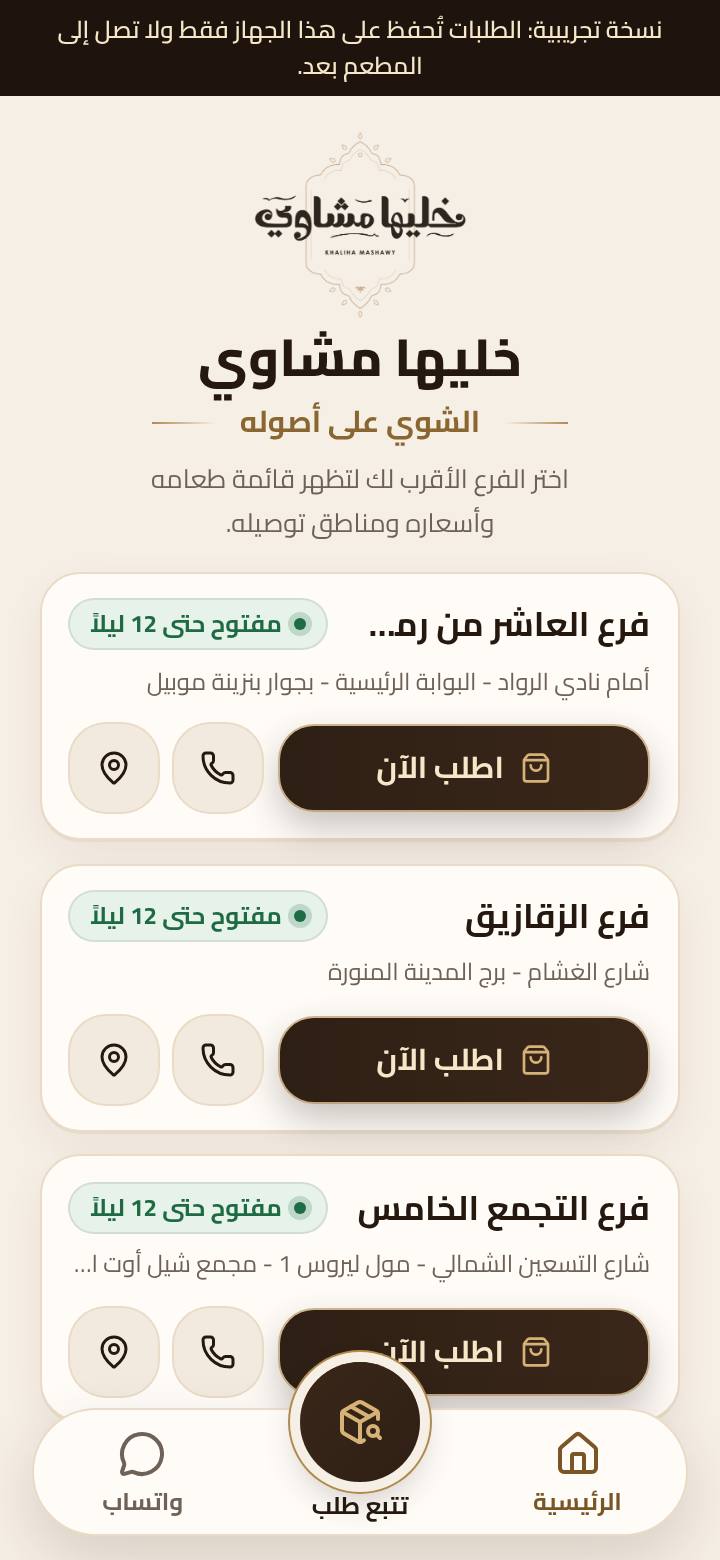 نسخة تجريبية: الطلبات تُحفظ على هذا الجهاز فقط ولا تصل إلى
المطعم بعد.
خليها مشاوي
KHALIHA MASHAWY
خليها مشاوي
الشوي على أصوله
اختر الفرع الأقرب لك لتظهر قائمة طعامه
وأسعاره ومناطق توصيله.
فرع العاشر من رمـ...
مفتوح حتى 12 ليلاً
أمام نادي الرواد - البوابة الرئيسية - بجوار بنزينة موبيل
اطلب الآن
فرع الزقازيق
مفتوح حتى 12 ليلاً
شارع الغشام - برج المدينة المنورة
اطلب الآن
فرع التجمع الخامس
مفتوح حتى 12 ليلاً
شارع التسعين الشمالي - مول ليروس 1 - مجمع شيل أوت ا...
اطلب الآن
الرئيسية
تتبع طلب
واتساب